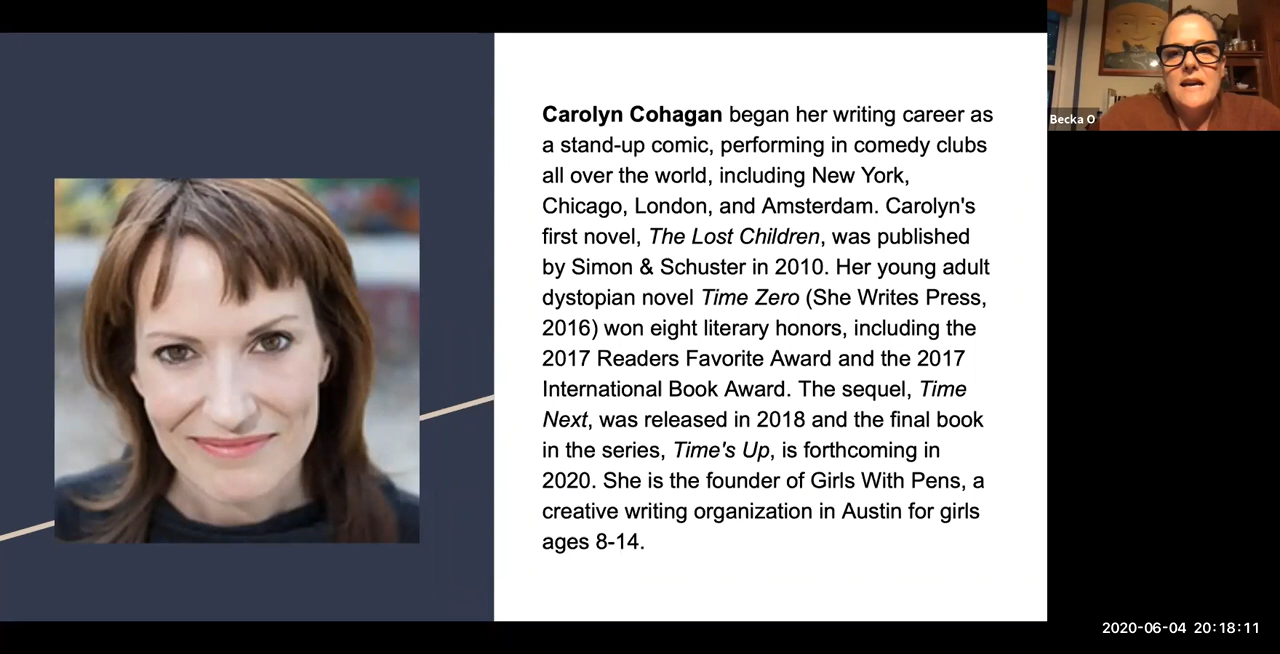 Carolyn Cohagan began her writing career as
a stand-up comic, performing in comedy clubs
all over the world, including New York,
Chicago, London, and Amsterdam. Carolyn's
first novel, The Lost Children, was published
by Simon & Schuster in 2010. Her young adult
dystopian novel Time Zero (She Writes Press,
2016) won eight literary honors, including the
2017 Readers Favorite Award and the 2017
International Book Award. The sequel, Time
Next, was released in 2018 and the final book
in the series, Time's Up, is forthcoming in
2020. She is the founder of Girls With Pens, a
creative writing organization in Austin for girls
ages 8-14.
Becka O
2020-06-04 20:18:11